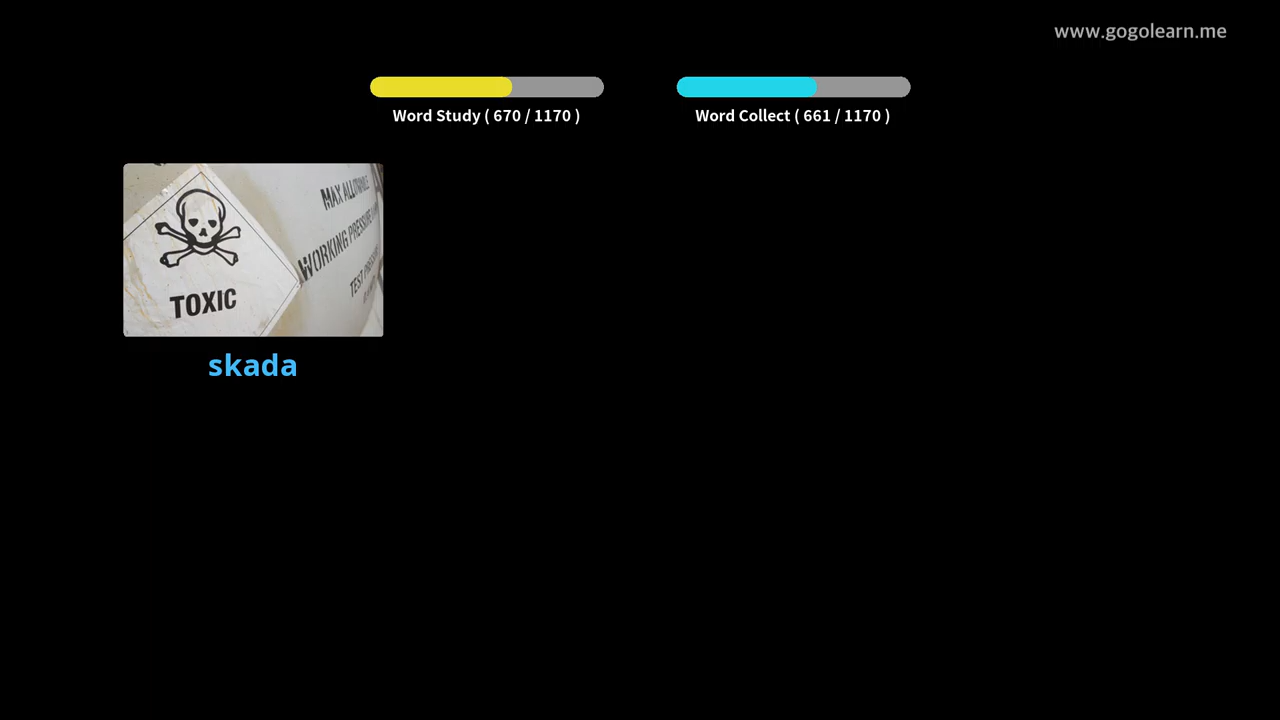 www.gogolearn.me
Word Study ( 670 / 1170 )
Word Collect ( 661 / 1170 )
MAX ALLOWABLE
WORKING PRESSURE
TEST
TOXIC
skada